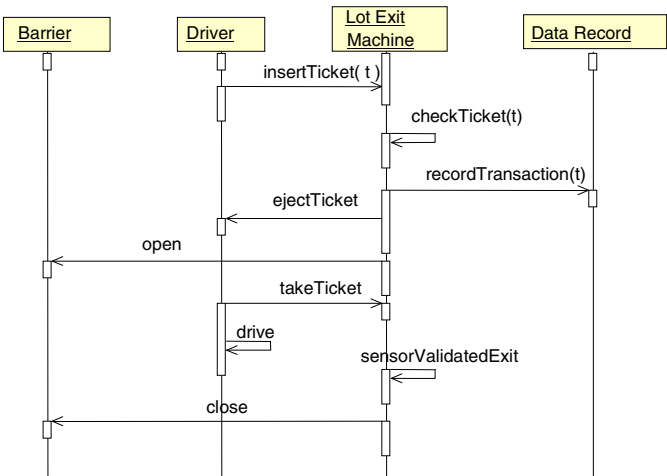 Barrier
Driver
Lot Exit
Machine
Data Record
insertTicket( t )
checkTicket(t)
recordTransaction(t)
ejectTicket
open
takeTicket
drive
sensorValidatedExit
close